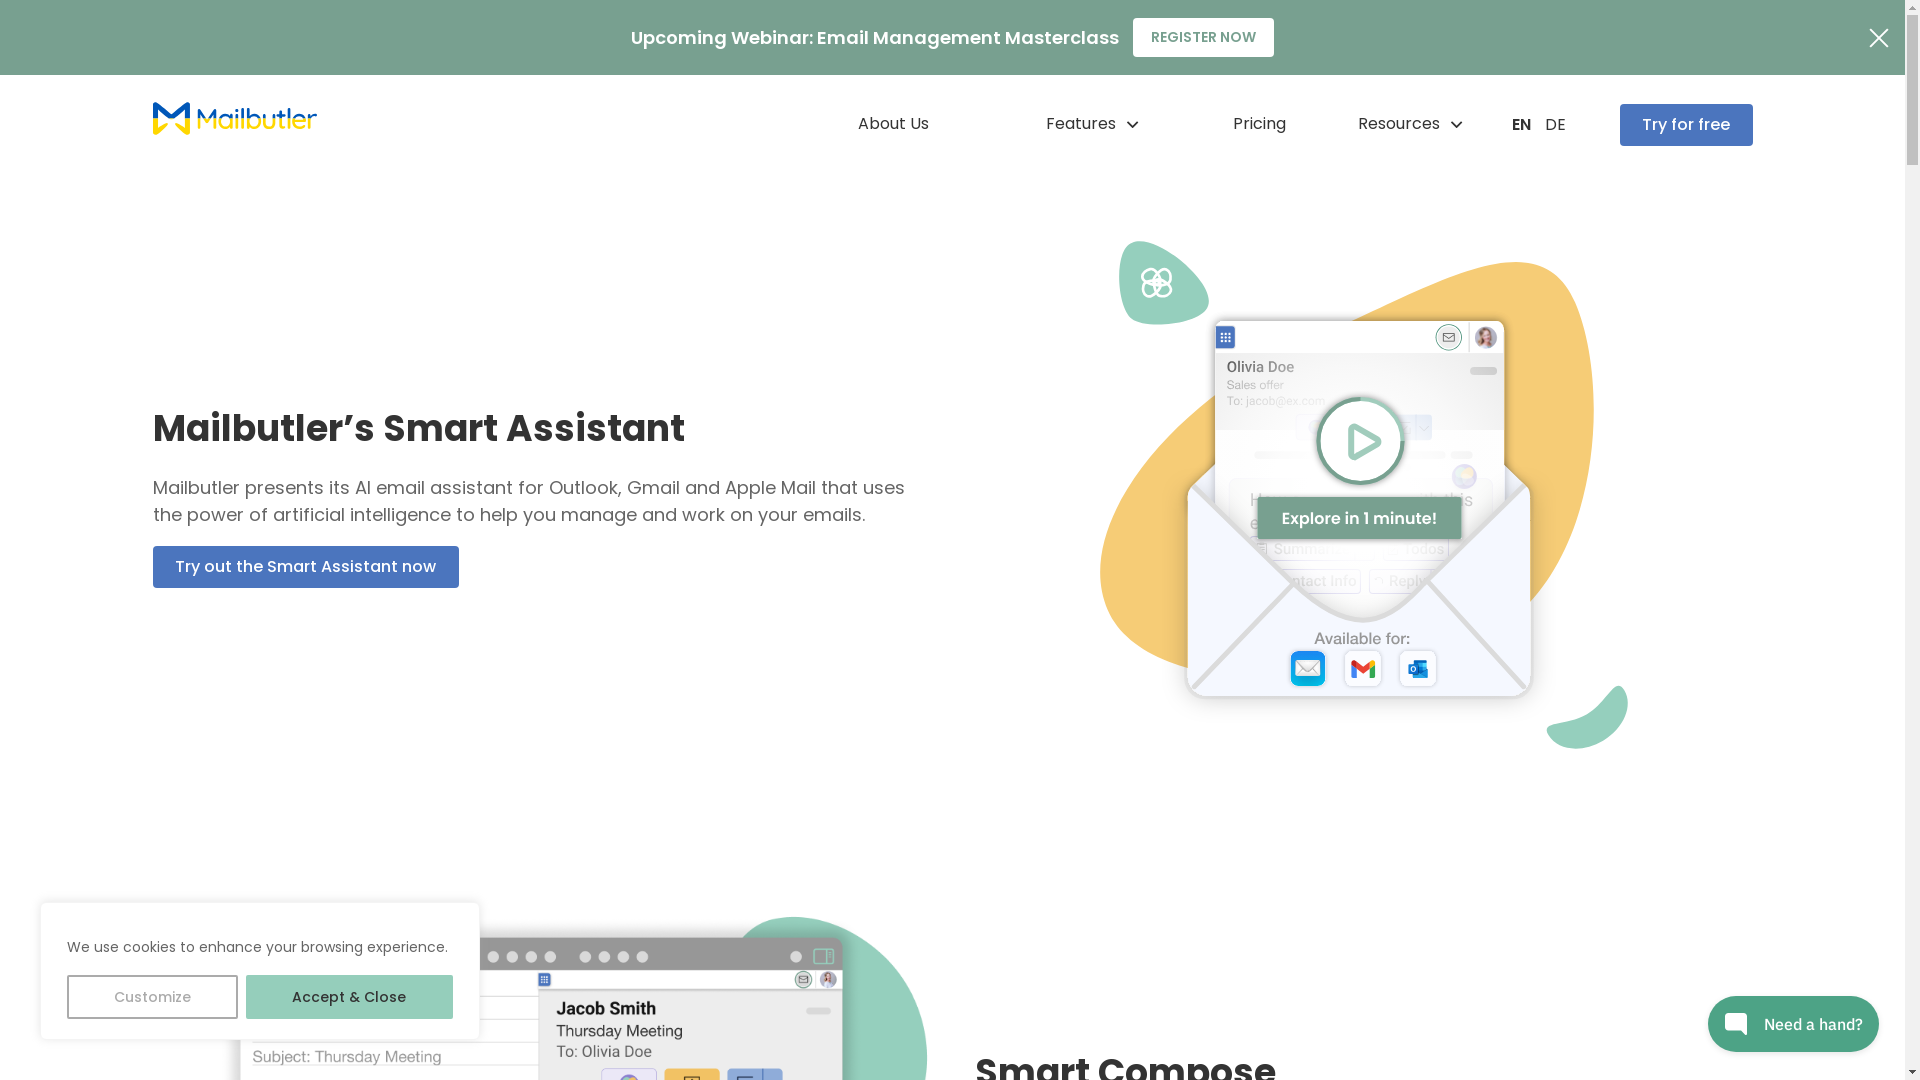 Upcoming Webinar: Email Management Masterclass
REGISTER NOW
Mailbutler
About Us
Features
Pricing
Resources
EN
DE
Try for free
Mailbutler’s Smart Assistant
Mailbutler presents its AI email assistant for Outlook, Gmail and Apple Mail that uses
the power of artificial intelligence to help you manage and work on your emails.
Try out the Smart Assistant now
Olivia Doe
Sales offer
To: jacob@ex.com
Explore in 1 minute!
Reply
Available for:
We use cookies to enhance your browsing experience.
Customize
Accept & Close
Jacob Smith
Thursday Meeting
To: Olivia Doe
Subject: Thursday Meeting
Smart Compose
Need a hand?